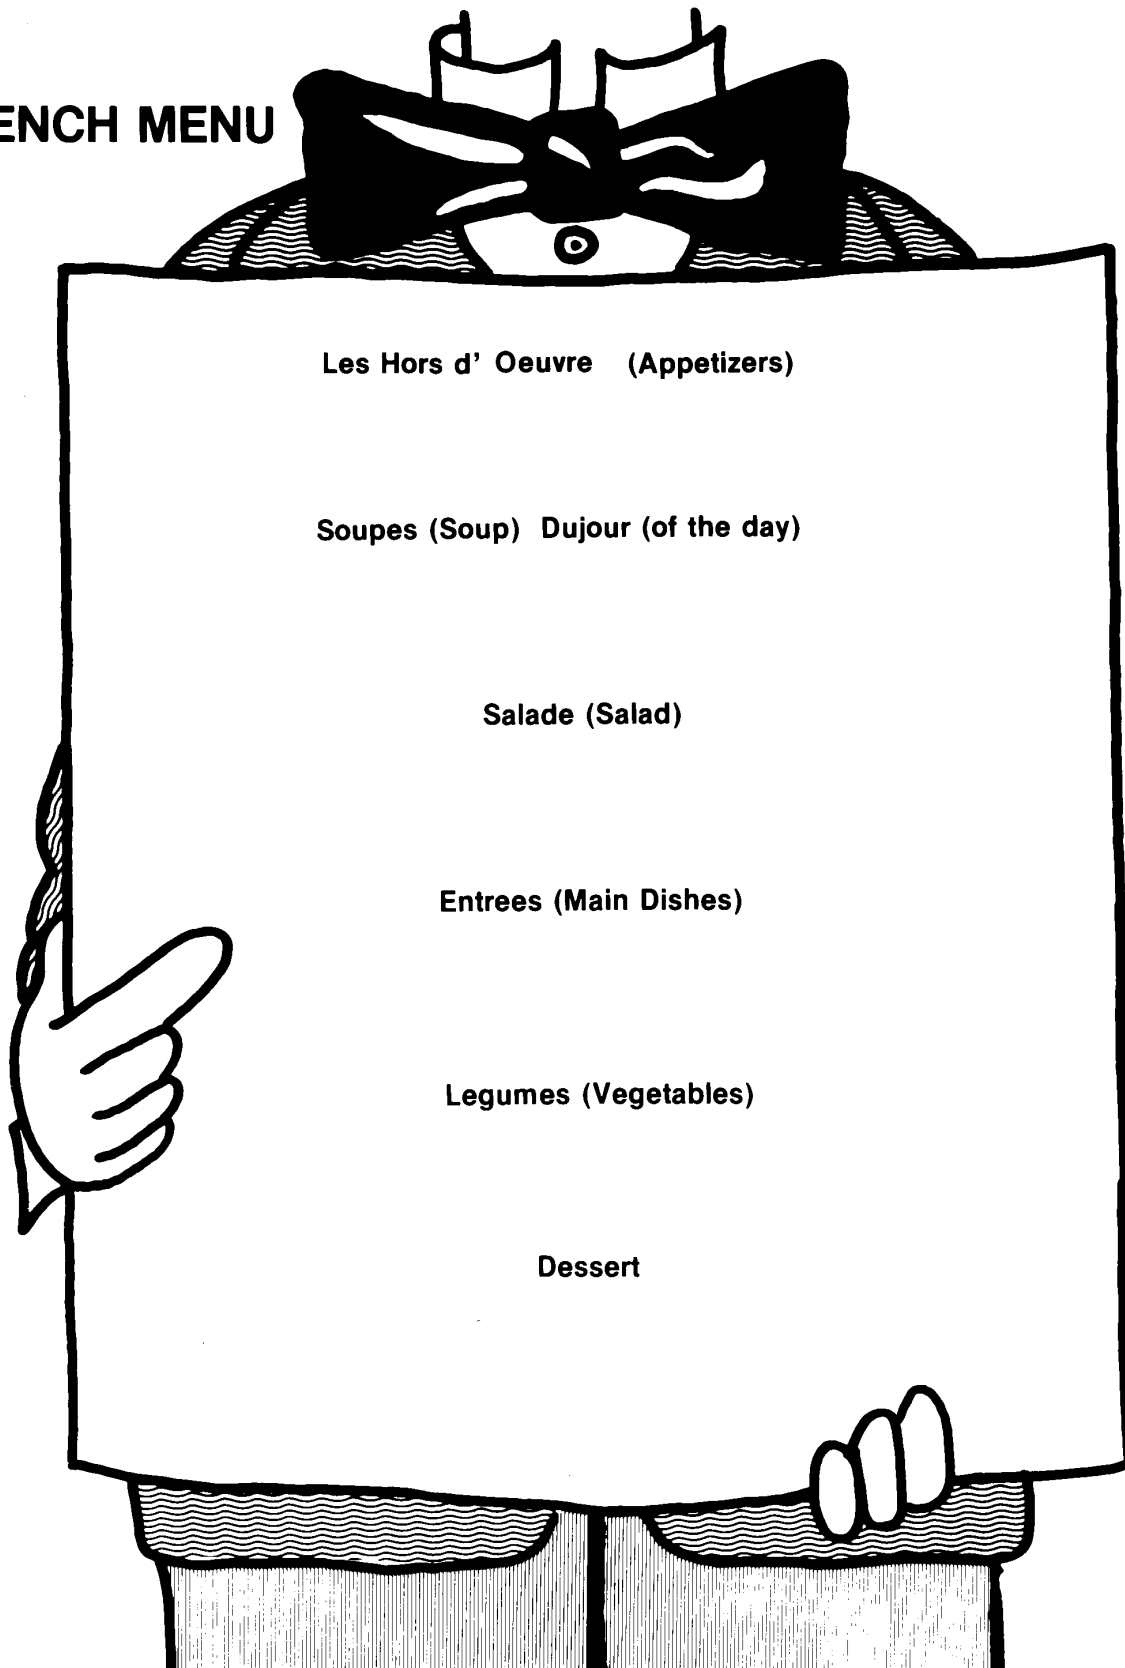 ENCH MENU
Les Hors d' Oeuvre (Appetizers)
Soupes (Soup) Dujour (of the day)
Salade (Salad)
Entrees (Main Dishes)
Legumes (Vegetables)
Dessert